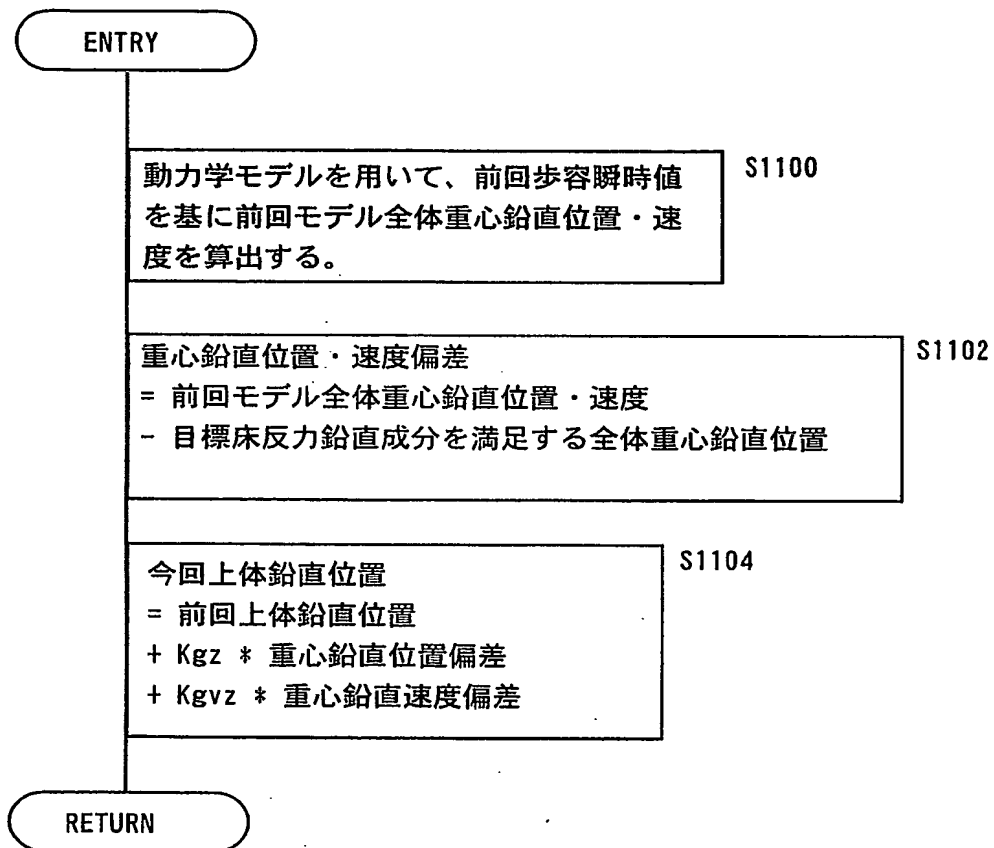 ENTRY
動力学モデルを用いて、前回歩容瞬時値
を基に前回モデル全体重心鉛直位置・速
度を算出する。
S1100
重心鉛直位置・速度偏差
= 前回モデル全体重心鉛直位置・速度
- 目標床反力鉛直成分を満足する全体重心鉛直位置
S1102
今回上体鉛直位置
= 前回上体鉛直位置
+ Kgz * 重心鉛直位置偏差
+ Kgvz * 重心鉛直速度偏差
S1104
RETURN